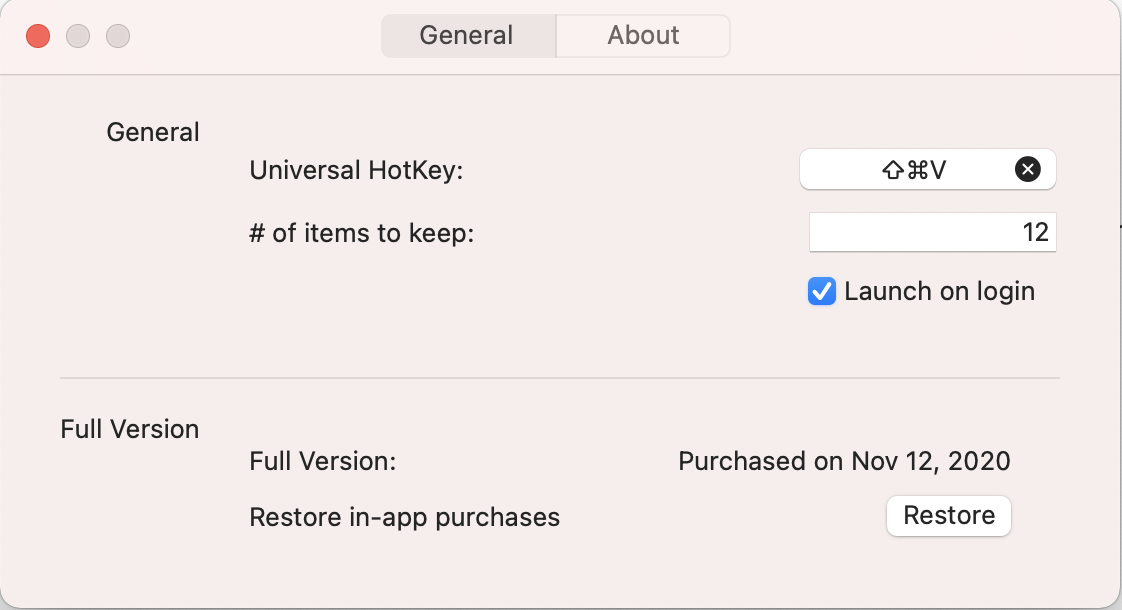 General About
General
Universal HotKey: ⇧⌘V
# of items to keep: 12
Launch on login
Full Version
Full Version: Purchased on Nov 12, 2020
Restore in-app purchases Restore